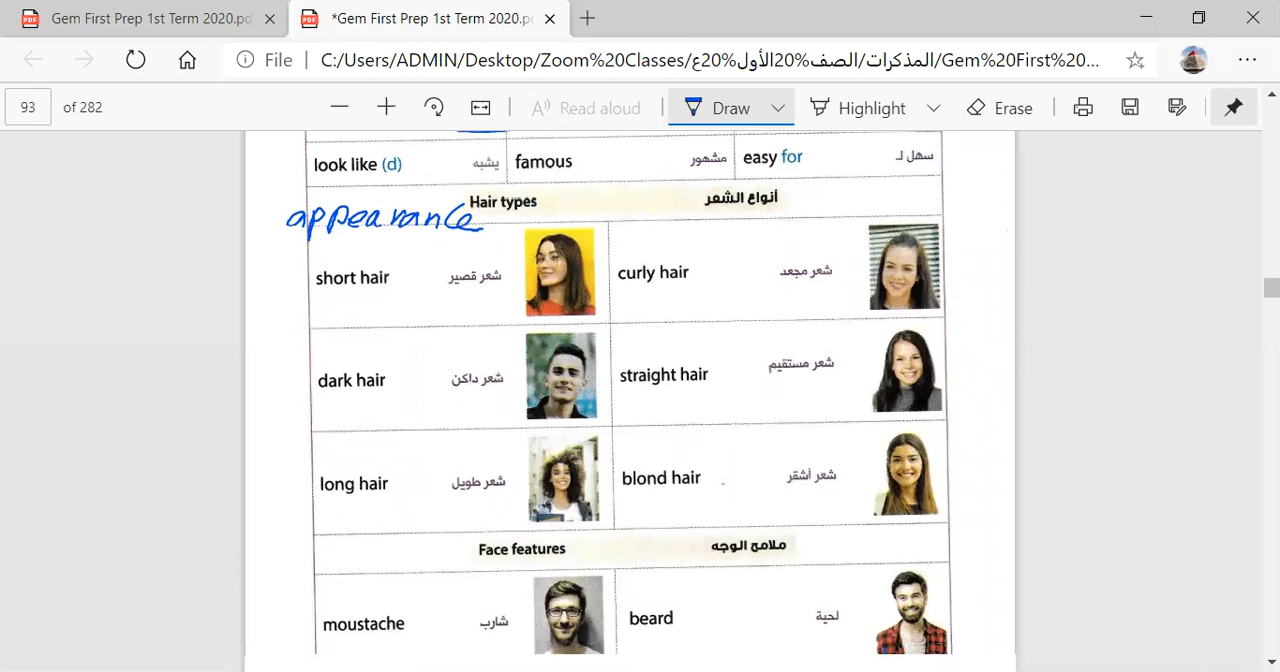 Gem First Prep 1st Term 2020.pd
*Gem First Prep 1st Term 2020.pc
File
C:/Users/ADMIN/Desktop/Zoom%20Classes/المذكرات/الصف%20الأول%20ع/Gem%20First%20...
93 of 282
Read aloud
Draw
Highlight
Erase
look like (d) يشبه
famous مشهور
easy for سهل لـ
Hair types أنواع الشعر
appearance
short hair شعر قصير
curly hair شعر مجعد
dark hair شعر داكن
straight hair شعر مستقيم
long hair شعر طويل
blond hair شعر أشقر
Face features ملامح الوجه
moustache شارب
beard لحية